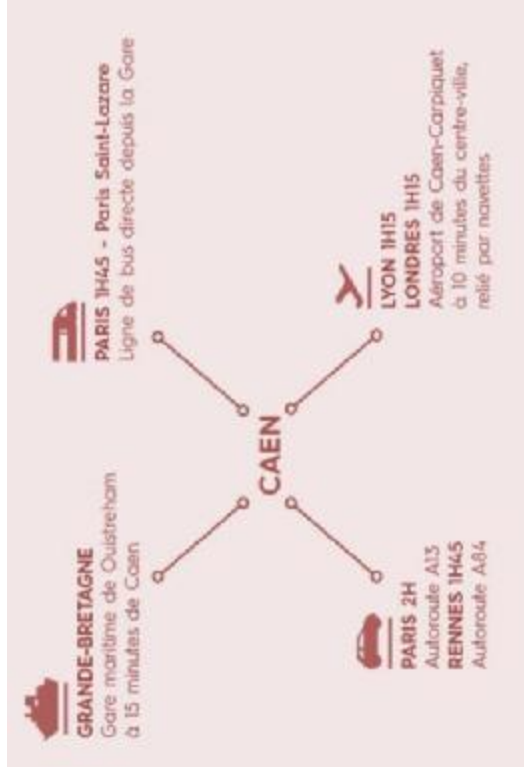 GRANDE-BRETAGNE
Gare maritime de Ouistreham
à 15 minutes de Caen
PARIS 1H45 - Paris Saint-Lazare
Ligne de bus directe depuis la Gare
CAEN
PARIS 2H
Autoroute A13
RENNES 1H45
Autoroute A84
LYON 1H15
LONDRES 1H15
Aéroport de Caen-Carpiquet
à 10 minutes du centre-ville,
relié par navettes